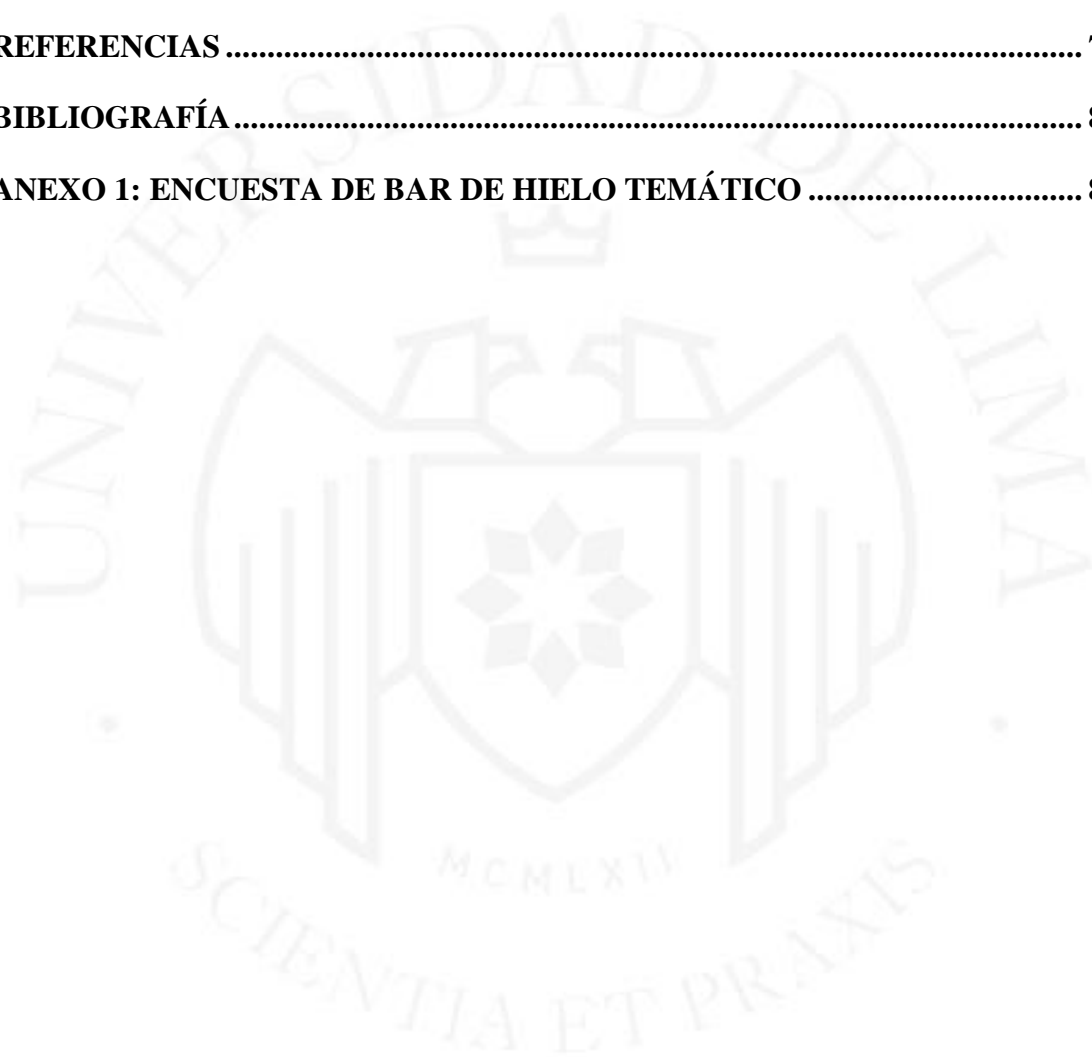 REFERENCIAS ....................................................................................................
BIBLIOGRAFÍA ...................................................................................................
ANEXO 1: ENCUESTA DE BAR DE HIELO TEMÁTICO .................................
UNIVERSIDAD DE LIMA
MCMLXII
SCIENTIA ET PRAXIS